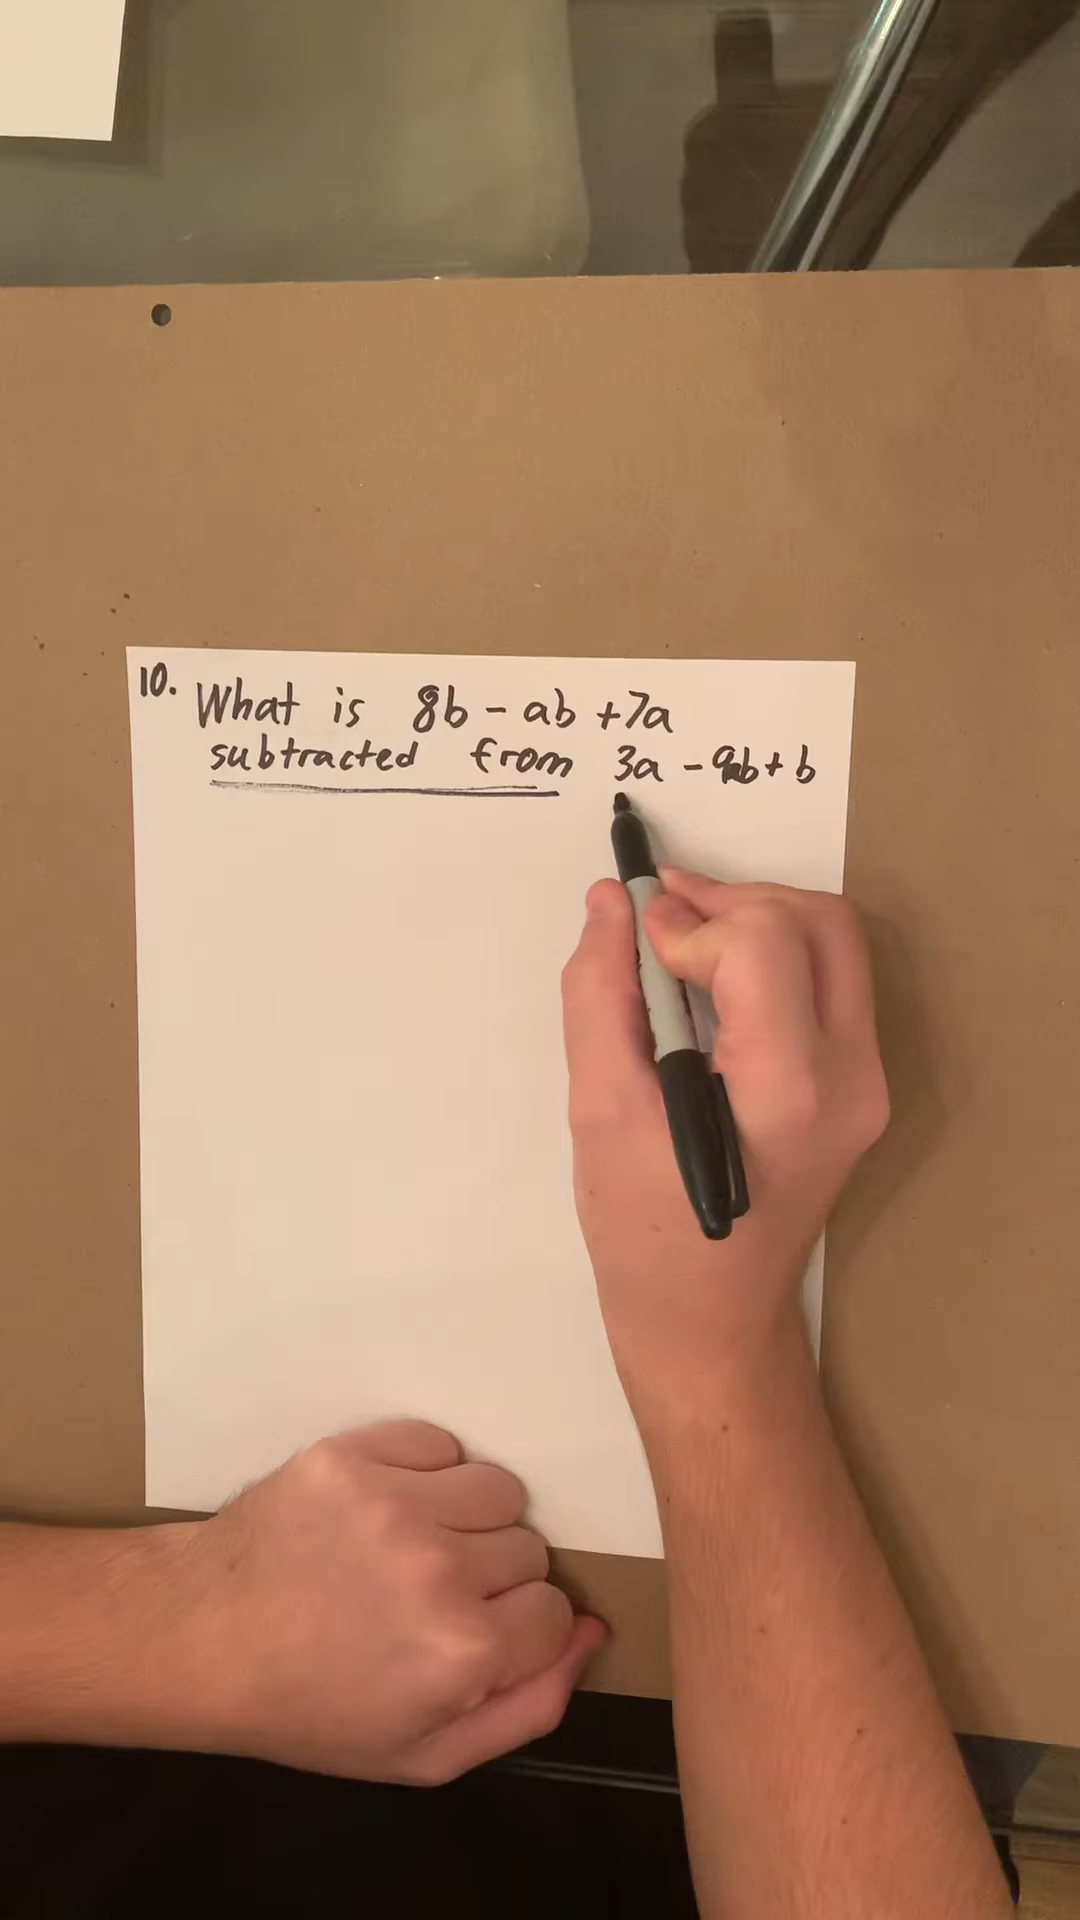 10. What is 8b - ab + 7a
subtracted from 3a - 9ab + b